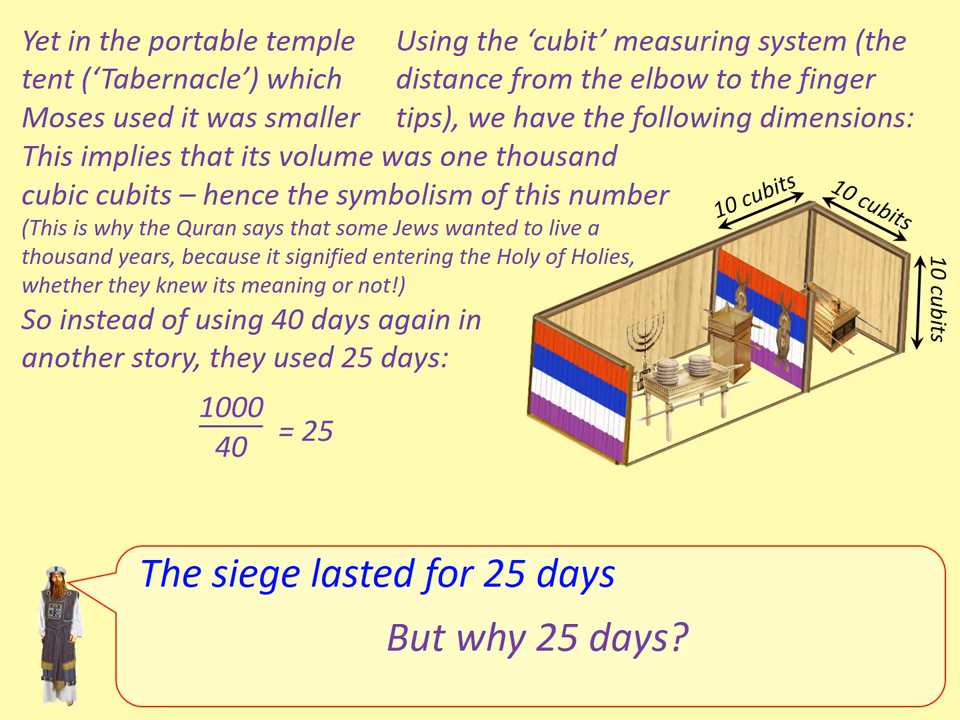 Yet in the portable temple
tent (‘Tabernacle’) which
Moses used it was smaller
Using the ‘cubit’ measuring system (the
distance from the elbow to the finger
tips), we have the following dimensions:
This implies that its volume was one thousand
cubic cubits – hence the symbolism of this number
(This is why the Quran says that some Jews wanted to live a
thousand years, because it signified entering the Holy of Holies,
whether they knew its meaning or not!)
So instead of using 40 days again in
another story, they used 25 days:
1000
40
= 25
10 cubits
10 cubits
10 cubits
The siege lasted for 25 days
But why 25 days?